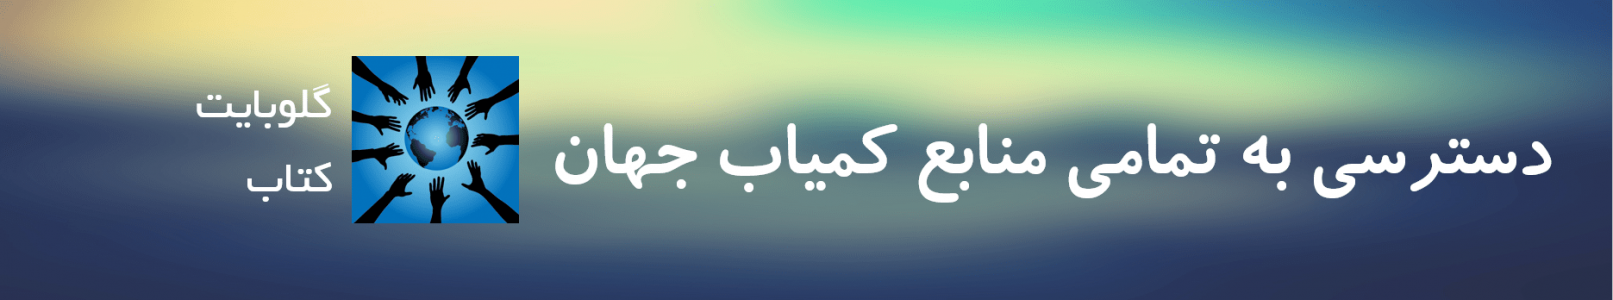 دسترسی به تمامی منابع کمیاب جهان
گلوبایت
کتاب